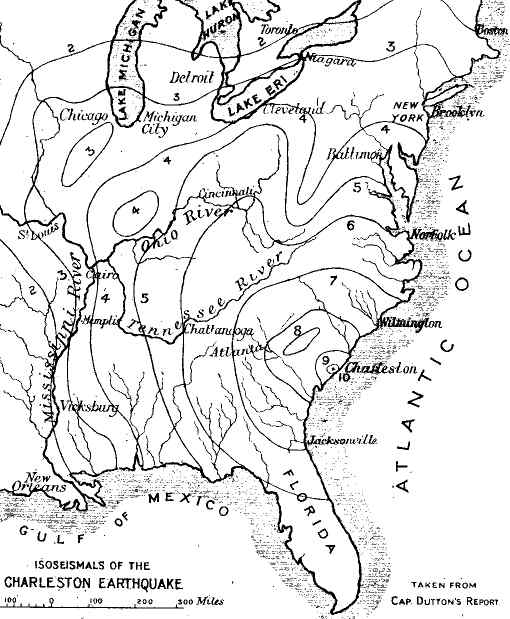 LAKE MICHIGAN
LAKE
HURON
Toronto
Boston
2
2
3
Niagara
Detroit
3
LAKE ERI
Chicago
Michigan
City
Cleveland
4
NEW
YORK
Brooklyn
3
4
4
Baltimore
5
Cincinnati
4
Ohio River
6
Norfolk
St Louis
3
Cairo
2
4
5
7
Mississippi River
Memphis
Tennessee River
Chattanooga
8
Wilmington
Atlanta
9
10
Charleston
Vicksburg
Jacksonville
New
Orleans
FLORIDA
GULF OF MEXICO
ATLANTIC OCEAN
ISOSEISMALS OF THE
CHARLESTON EARTHQUAKE
100 0 100 200 300 Miles
TAKEN FROM
CAP. DUTTON'S REPORT